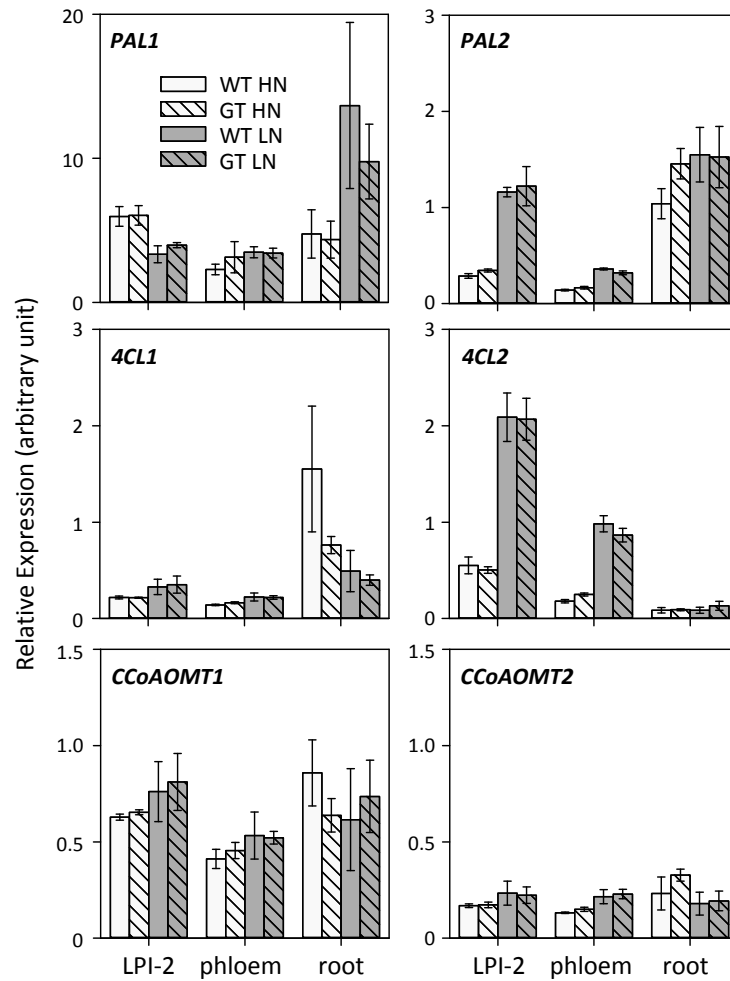 20
PAL1
WT HN
GT HN
WT LN
GT LN
10
0
3
PAL2
2
1
0
Relative Expression (arbitrary unit)
3
4CL1
2
1
0
3
4CL2
2
1
0
1.5
CCoAOMT1
1.0
0.5
0
LPI-2 phloem root
1.5
CCoAOMT2
1.0
0.5
0
LPI-2 phloem root